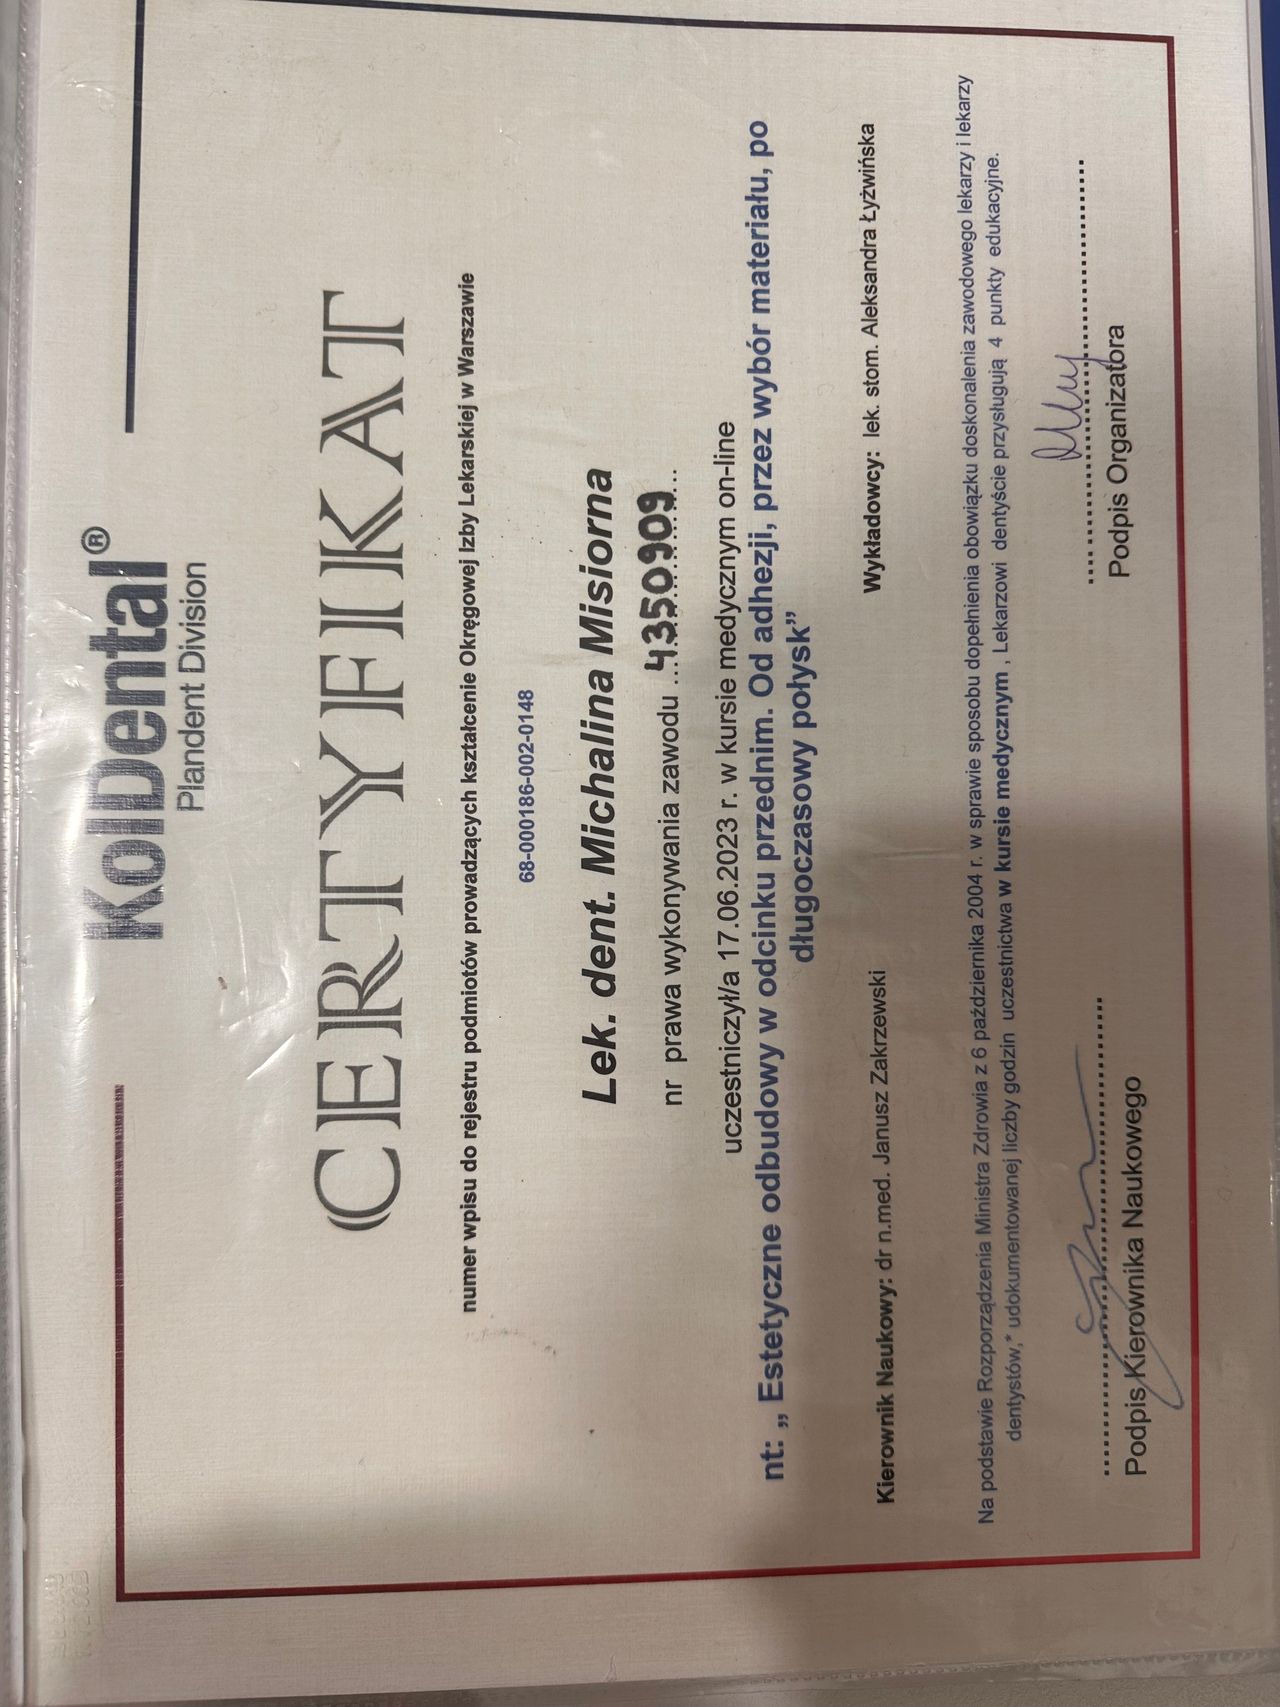 KolDental®
Plandent Division
CERTYFIKAT
numer wpisu do rejestru podmiotów prowadzących kształcenie Okręgowej Izby Lekarskiej w Warszawie
68-000186-002-0148
Lek. dent. Michalina Misiorna
nr prawa wykonywania zawodu ...4350909...
uczestniczył/a 17.06.2023 r. w kursie medycznym on-line
nt: „ Estetyczne odbudowy w odcinku przednim. Od adhezji, przez wybór materiału, po
długoczasowy połysk”
Kierownik Naukowy: dr n.med. Janusz Zakrzewski Wykładowcy: lek. stom. Aleksandra Łyżwińska
Na podstawie Rozporządzenia Ministra Zdrowia z 6 października 2004 r. w sprawie sposobu dopełnienia obowiązku doskonalenia zawodowego lekarzy i lekarzy
dentystów,* udokumentowanej liczby godzin uczestnictwa w kursie medycznym , Lekarzowi dentyście przysługują 4 punkty edukacyjne.
Podpis Kierownika Naukowego Podpis Organizatora